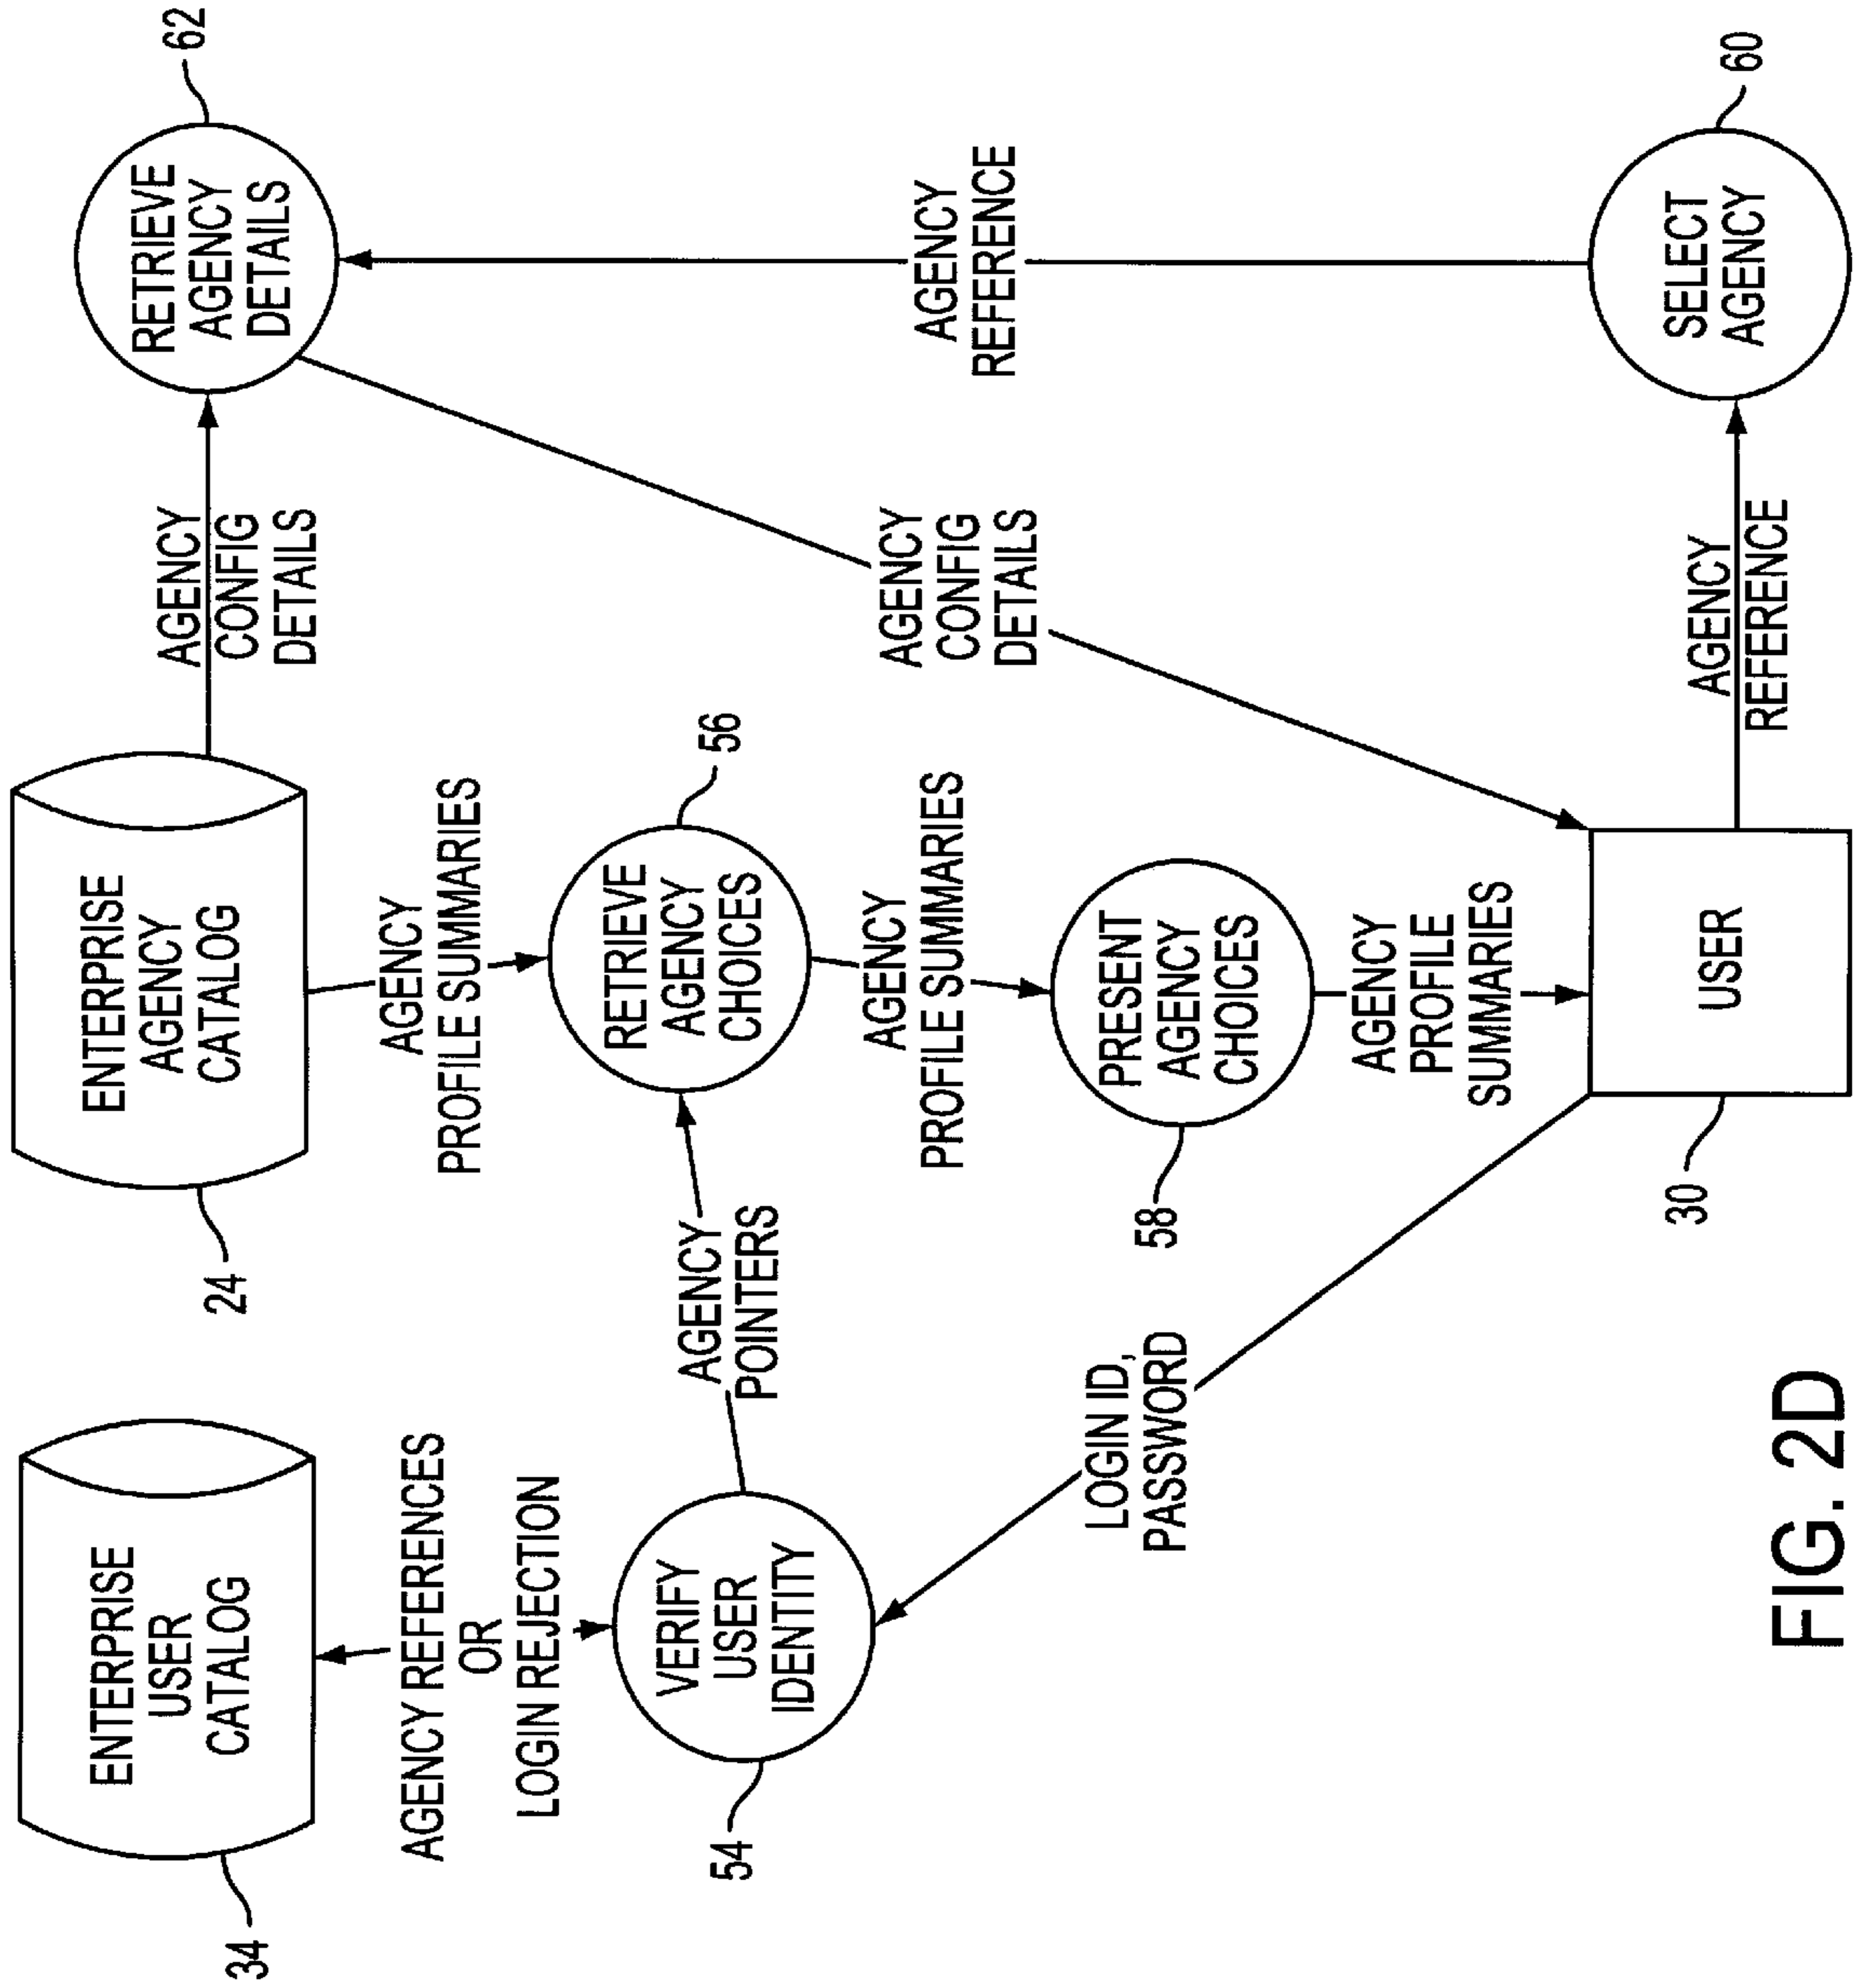 34
ENTERPRISE
USER
CATALOG
24
ENTERPRISE
AGENCY
CATALOG
AGENCY
CONFIG
DETAILS
62
RETRIEVE
AGENCY
DETAILS
AGENCY REFERENCES
OR
LOGIN REJECTION
AGENCY
PROFILE SUMMARIES
54
VERIFY
USER
IDENTITY
AGENCY
POINTERS
56
RETRIEVE
AGENCY
CHOICES
AGENCY
PROFILE SUMMARIES
AGENCY
CONFIG
DETAILS
AGENCY
REFERENCE
LOGIN ID,
PASSWORD
58
PRESENT
AGENCY
CHOICES
AGENCY
PROFILE
SUMMARIES
30
USER
AGENCY
REFERENCE
60
SELECT
AGENCY
FIG. 2D